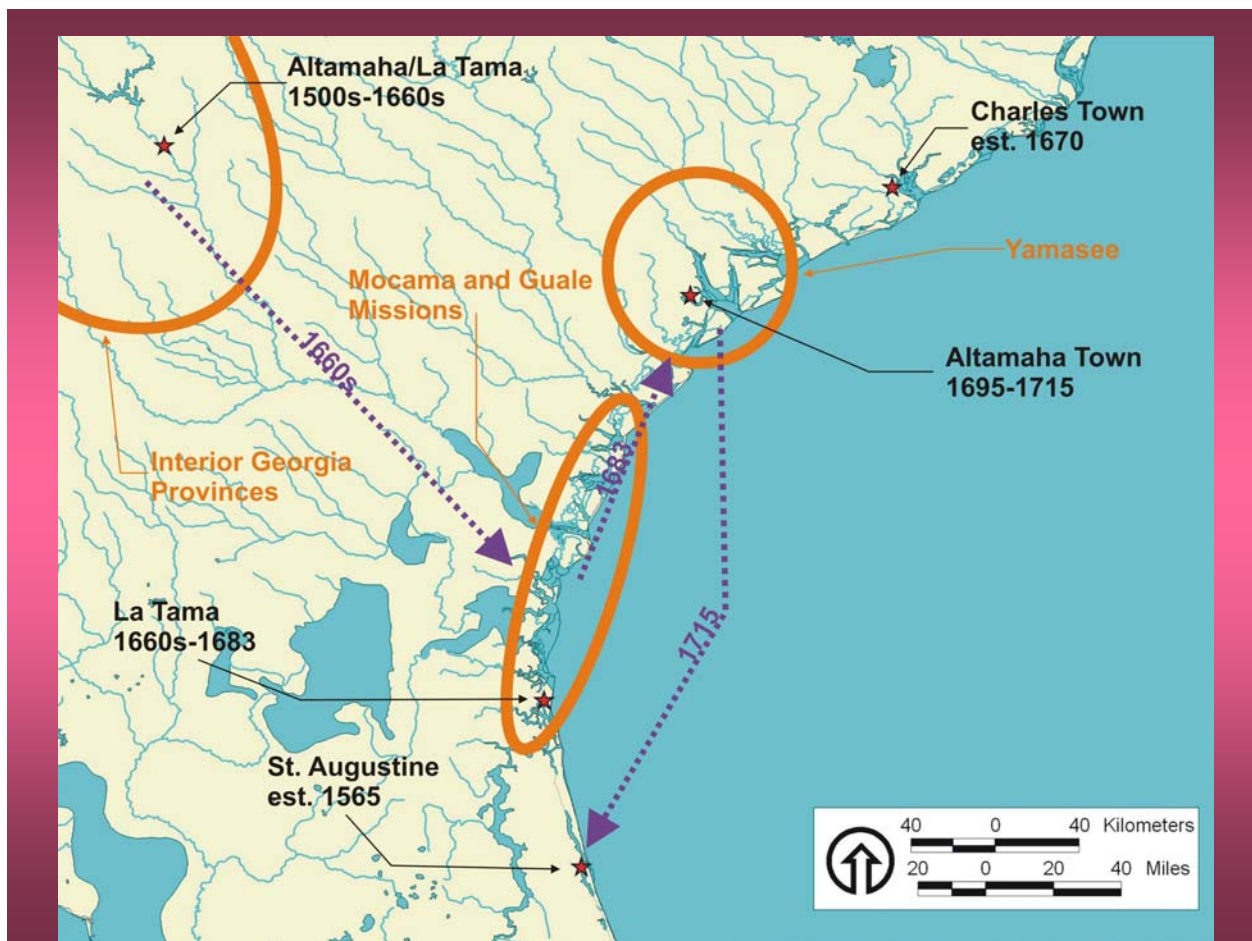 Altamaha/La Tama
1500s-1660s
Charles Town
est. 1670
Mocama and Guale
Missions
Yamasee
1660s
Altamaha Town
1695-1715
Interior Georgia
Provinces
1683
La Tama
1660s-1683
1715
St. Augustine
est. 1565
40 0 40 Kilometers
20 0 20 40 Miles